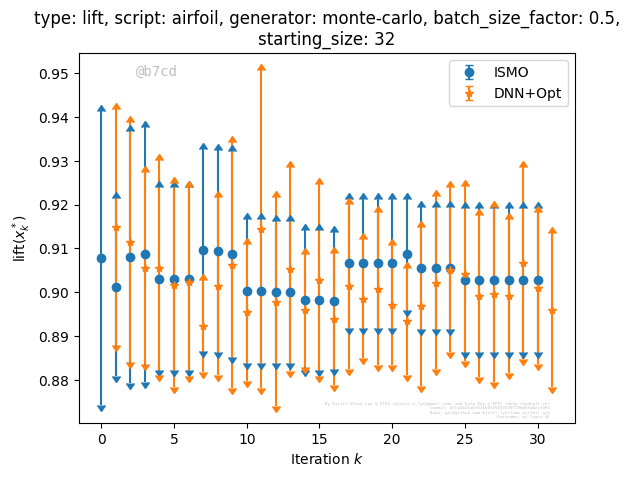 type: lift, script: airfoil, generator: monte-carlo, batch_size_factor: 0.5,
starting_size: 32
@b7cd
ISMO
DNN+Opt
0.95
0.94
0.93
0.92
0.91
0.90
0.89
0.88
lift(x*k)
0 5 10 15 20 25 30
Iteration k